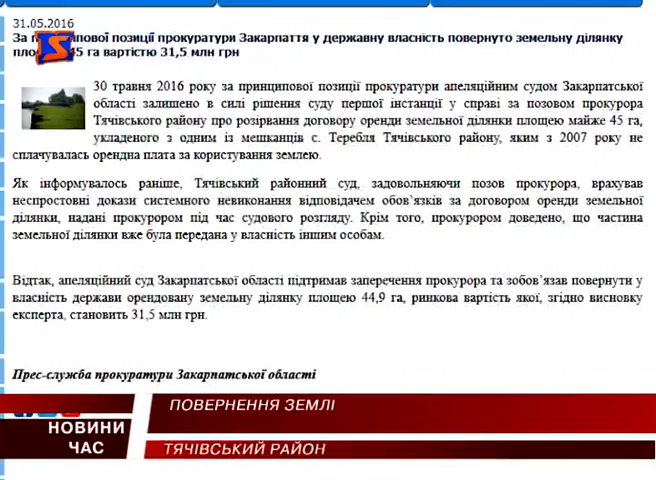 31.05.2016
За позиції прокуратури Закарпаття у державну власність повернуто земельну ділянку
45 га вартістю 31,5 млн грн
30 травня 2016 року за принципової позиції прокуратури апеляційним судом Закарпатської
області залишено в силі рішення суду першої інстанції у справі за позовом прокурора
Тячівського району про розірвання договору оренди земельної ділянки площею майже 45 га,
укладеного з одним із мешканців с. Теребля Тячівського району, яким з 2007 року не
сплачувалась орендна плата за користування землею.
Як інформувалось раніше, Тячівський районний суд, задовольняючи позов прокурора, врахував
неспростовні докази системного невиконання відповідачем обов`язків за договором оренди земельної
ділянки, надані прокурором під час судового розгляду. Крім того, прокурором доведено, що частина
земельної ділянки вже була передана у власність іншим особам.
Відтак, апеляційний суд Закарпатської області підтримав заперечення прокурора та зобов`язав повернути у
власність держави орендовану земельну ділянку площею 44,9 га, ринкова вартість якої, згідно висновку
експерта, становить 31,5 млн грн.
Прес-служба прокуратури Закарпатської області
ПОВЕРНЕННЯ ЗЕМЛІ
НОВИНИ
ЧАС
ТЯЧІВСЬКИЙ РАЙОН